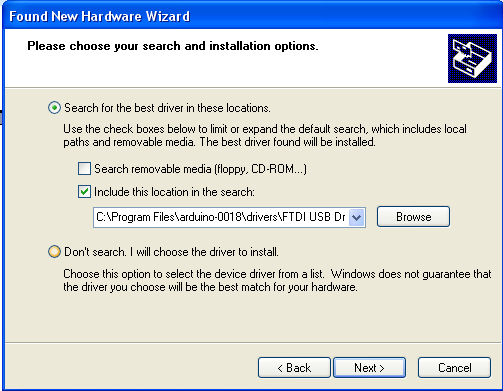 Found New Hardware Wizard
Please choose your search and installation options.
Search for the best driver in these locations.
Use the check boxes below to limit or expand the default search, which includes local
paths and removable media. The best driver found will be installed.
Search removable media (floppy, CD-ROM...)
Include this location in the search:
C:\Program Files\arduino-0018\drivers\FTDI USB Dr
Browse
Don't search. I will choose the driver to install.
Choose this option to select the device driver from a list. Windows does not guarantee that
the driver you choose will be the best match for your hardware.
< Back
Next >
Cancel